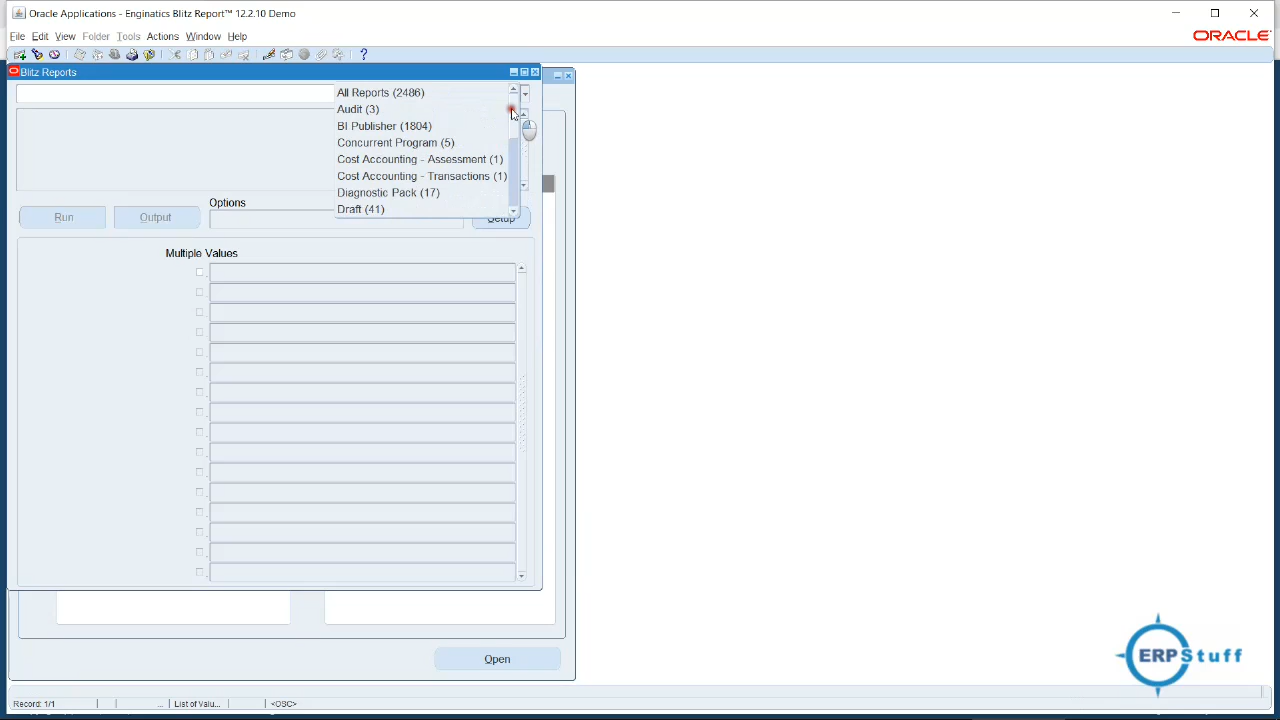 Oracle Applications - Enginatics Blitz Report™ 12.2.10 Demo
File Edit View Folder Tools Actions Window Help
ORACLE
Blitz Reports
All Reports (2486)
Audit (3)
BI Publisher (1804)
Concurrent Program (5)
Cost Accounting - Assessment (1)
Cost Accounting - Transactions (1)
Diagnostic Pack (17)
Draft (41)
Options
Run Output Setup
Multiple Values
ERPStuff
Open
Record: 1/1 ... List of Valu... <OSC>